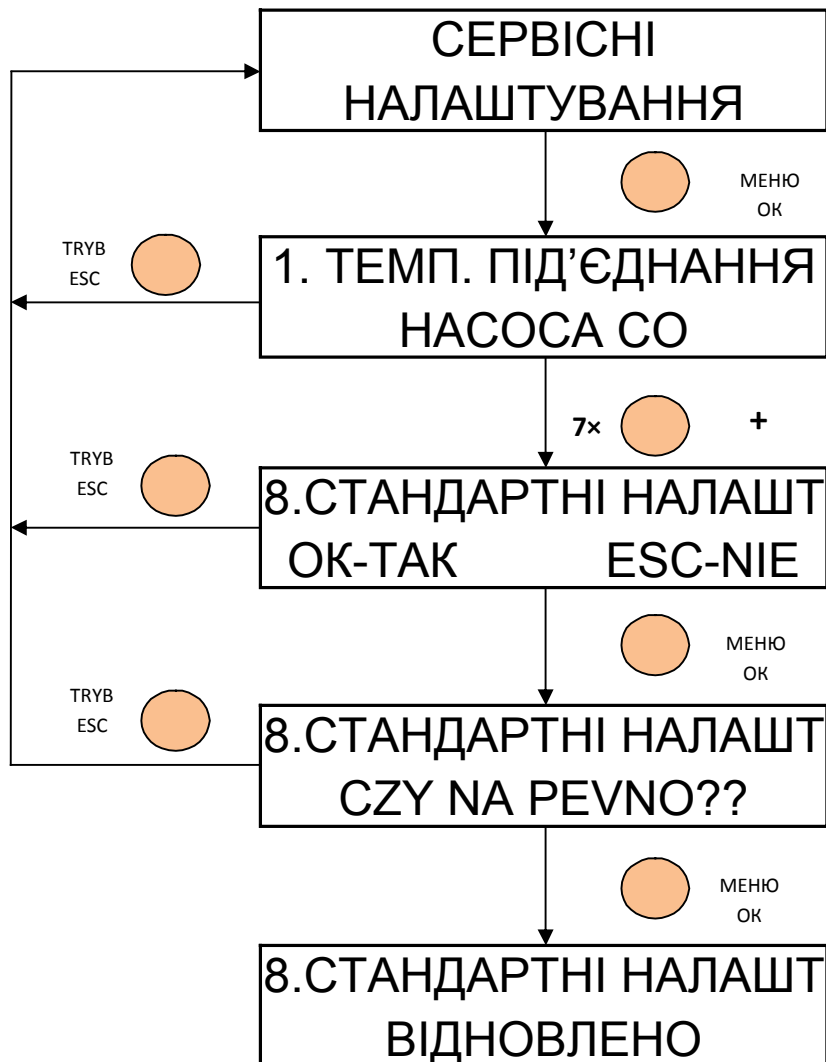 СЕРВІСНІ
НАЛАШТУВАННЯ
МЕНЮ
ОК
TRYB
ESC
1. ТЕМП. ПІД’ЄДНАННЯ
НАСОСА СО
7× +
TRYB
ESC
8.СТАНДАРТНІ НАЛАШТ
ОК-ТАК ESC-NIE
МЕНЮ
ОК
TRYB
ESC
8.СТАНДАРТНІ НАЛАШТ
CZY NA PEVNO??
МЕНЮ
ОК
8.СТАНДАРТНІ НАЛАШТ
ВІДНОВЛЕНО